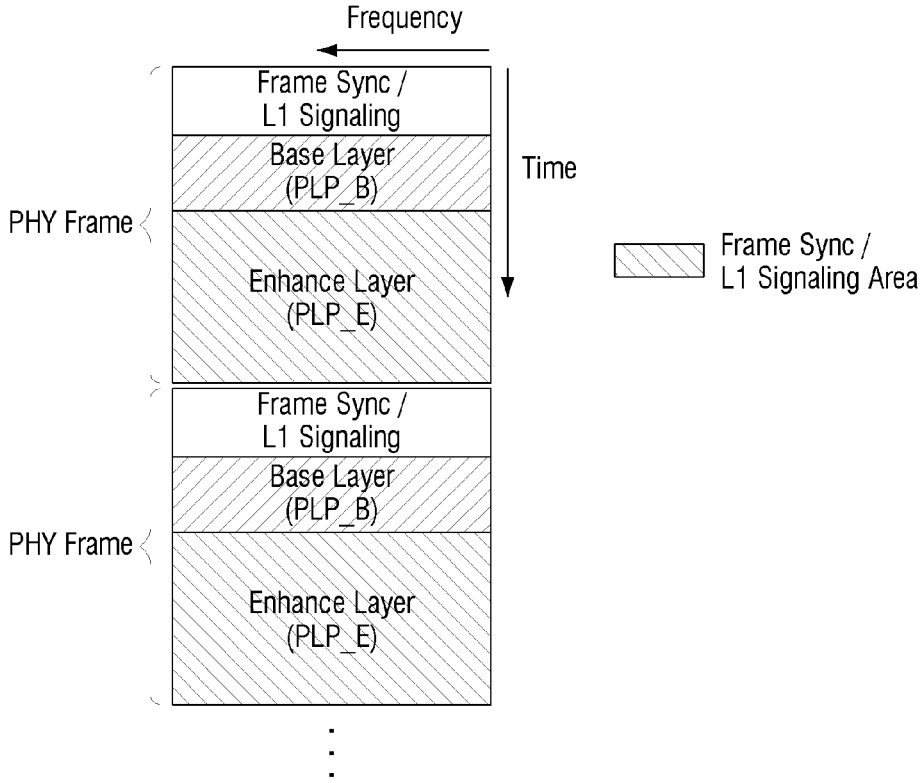 Frequency
Frame Sync /
L1 Signaling
Base Layer
(PLP_B)
Time
PHY Frame
Enhance Layer
(PLP_E)
Frame Sync /
L1 Signaling Area
Frame Sync /
L1 Signaling
Base Layer
(PLP_B)
PHY Frame
Enhance Layer
(PLP_E)